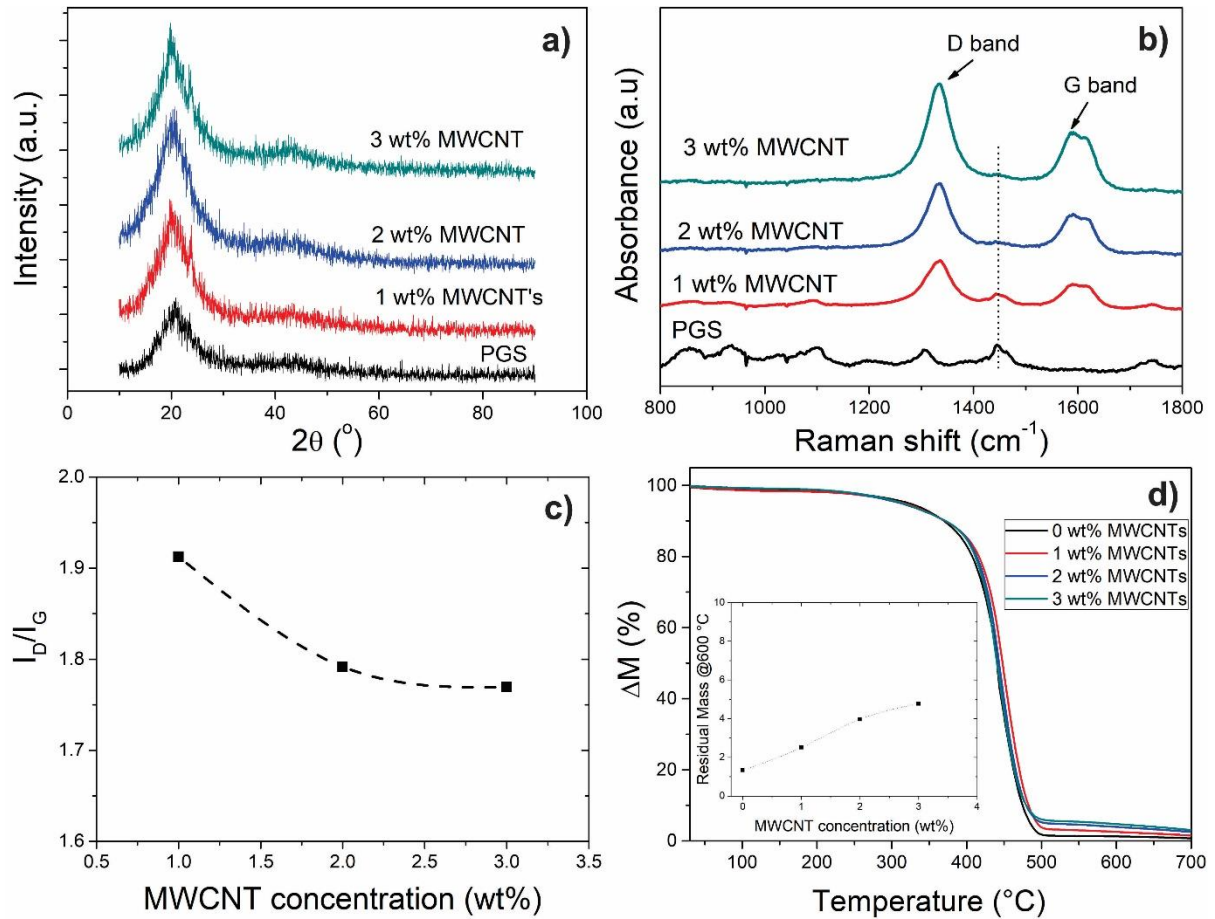 a)
Intensity (a.u.)
3 wt% MWCNT
2 wt% MWCNT
1 wt% MWCNT's
PGS
0 20 40 60 80 100
2θ (°)
b)
Absorbance (a.u)
D band
G band
3 wt% MWCNT
2 wt% MWCNT
1 wt% MWCNT
PGS
800 1000 1200 1400 1600 1800
Raman shift (cm⁻¹)
c)
I_D/I_G
2.0
1.9
1.8
1.7
1.6
0.5 1.0 1.5 2.0 2.5 3.0 3.5
MWCNT concentration (wt%)
d)
ΔM (%)
100
80
60
40
20
0
0 wt% MWCNTs
1 wt% MWCNTs
2 wt% MWCNTs
3 wt% MWCNTs
Residual Mass @600 °C
10
8
6
4
2
0
0 1 2 3 4
MWCNT concentration (wt%)
100 200 300 400 500 600 700
Temperature (°C)